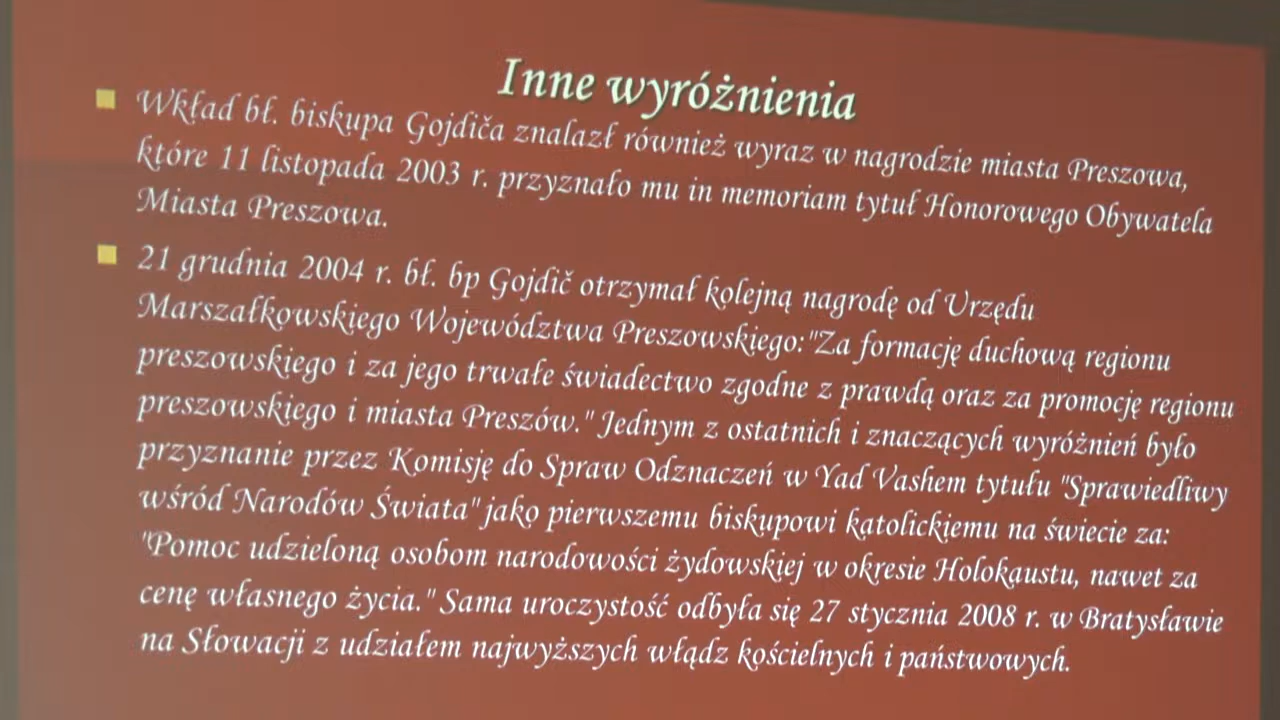 Inne wyróżnienia
Wkład bł. biskupa Gojdiča znalazł również wyraz w nagrodzie miasta Preszowa,
które 11 listopada 2003 r. przyznało mu in memoriam tytuł Honorowego Obywatela
Miasta Preszowa.
21 grudnia 2004 r. bł. bp Gojdič otrzymał kolejną nagrodę od Urzędu
Marszałkowskiego Województwa Preszowskiego:"Za formację duchową regionu
preszowskiego i za jego trwałe świadectwo zgodne z prawdą oraz za promocję regionu
preszowskiego i miasta Preszów." Jednym z ostatnich i znaczących wyróżnień było
przyznanie przez Komisję do Spraw Odznaczeń w Yad Vashem tytułu "Sprawiedliwy
wśród Narodów Świata" jako pierwszemu biskupowi katolickiemu na świecie za:
"Pomoc udzieloną osobom narodowości żydowskiej w okresie Holokaustu, nawet za
cenę własnego życia." Sama uroczystość odbyła się 27 stycznia 2008 r. w Bratysławie
na Słowacji z udziałem najwyższych włądz kościelnych i państwowych.